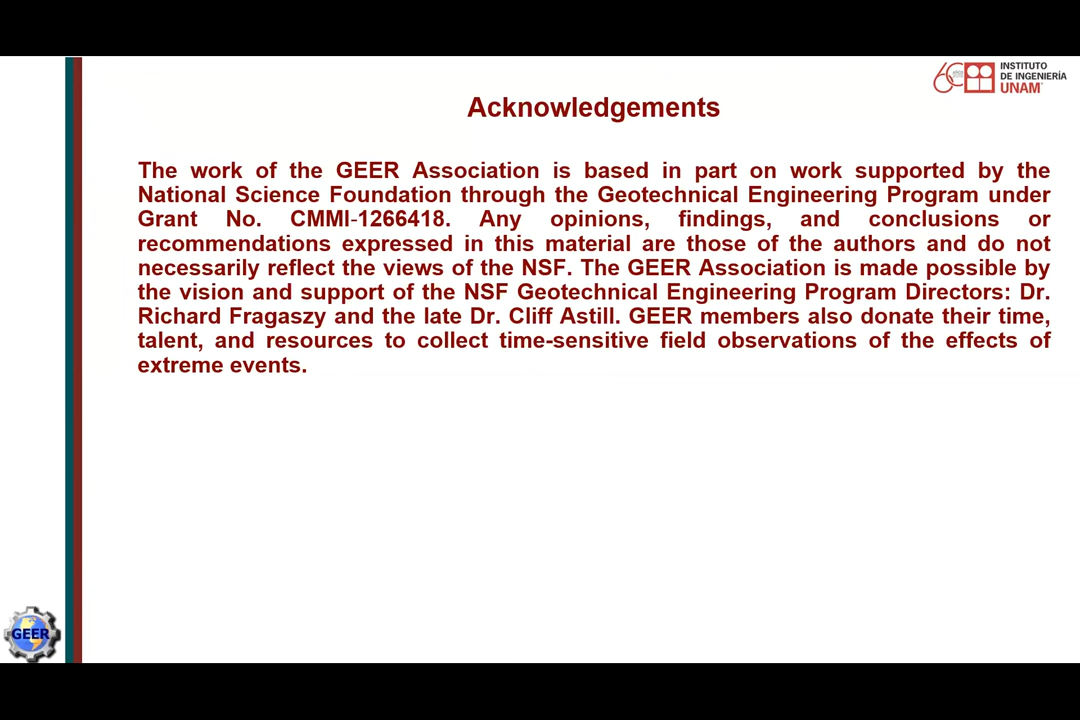 INSTITUTO
DE INGENIERÍA
UNAM
Acknowledgements
The work of the GEER Association is based in part on work supported by the
National Science Foundation through the Geotechnical Engineering Program under
Grant No. CMMI-1266418. Any opinions, findings, and conclusions or
recommendations expressed in this material are those of the authors and do not
necessarily reflect the views of the NSF. The GEER Association is made possible by
the vision and support of the NSF Geotechnical Engineering Program Directors: Dr.
Richard Fragaszy and the late Dr. Cliff Astill. GEER members also donate their time,
talent, and resources to collect time-sensitive field observations of the effects of
extreme events.
GEER